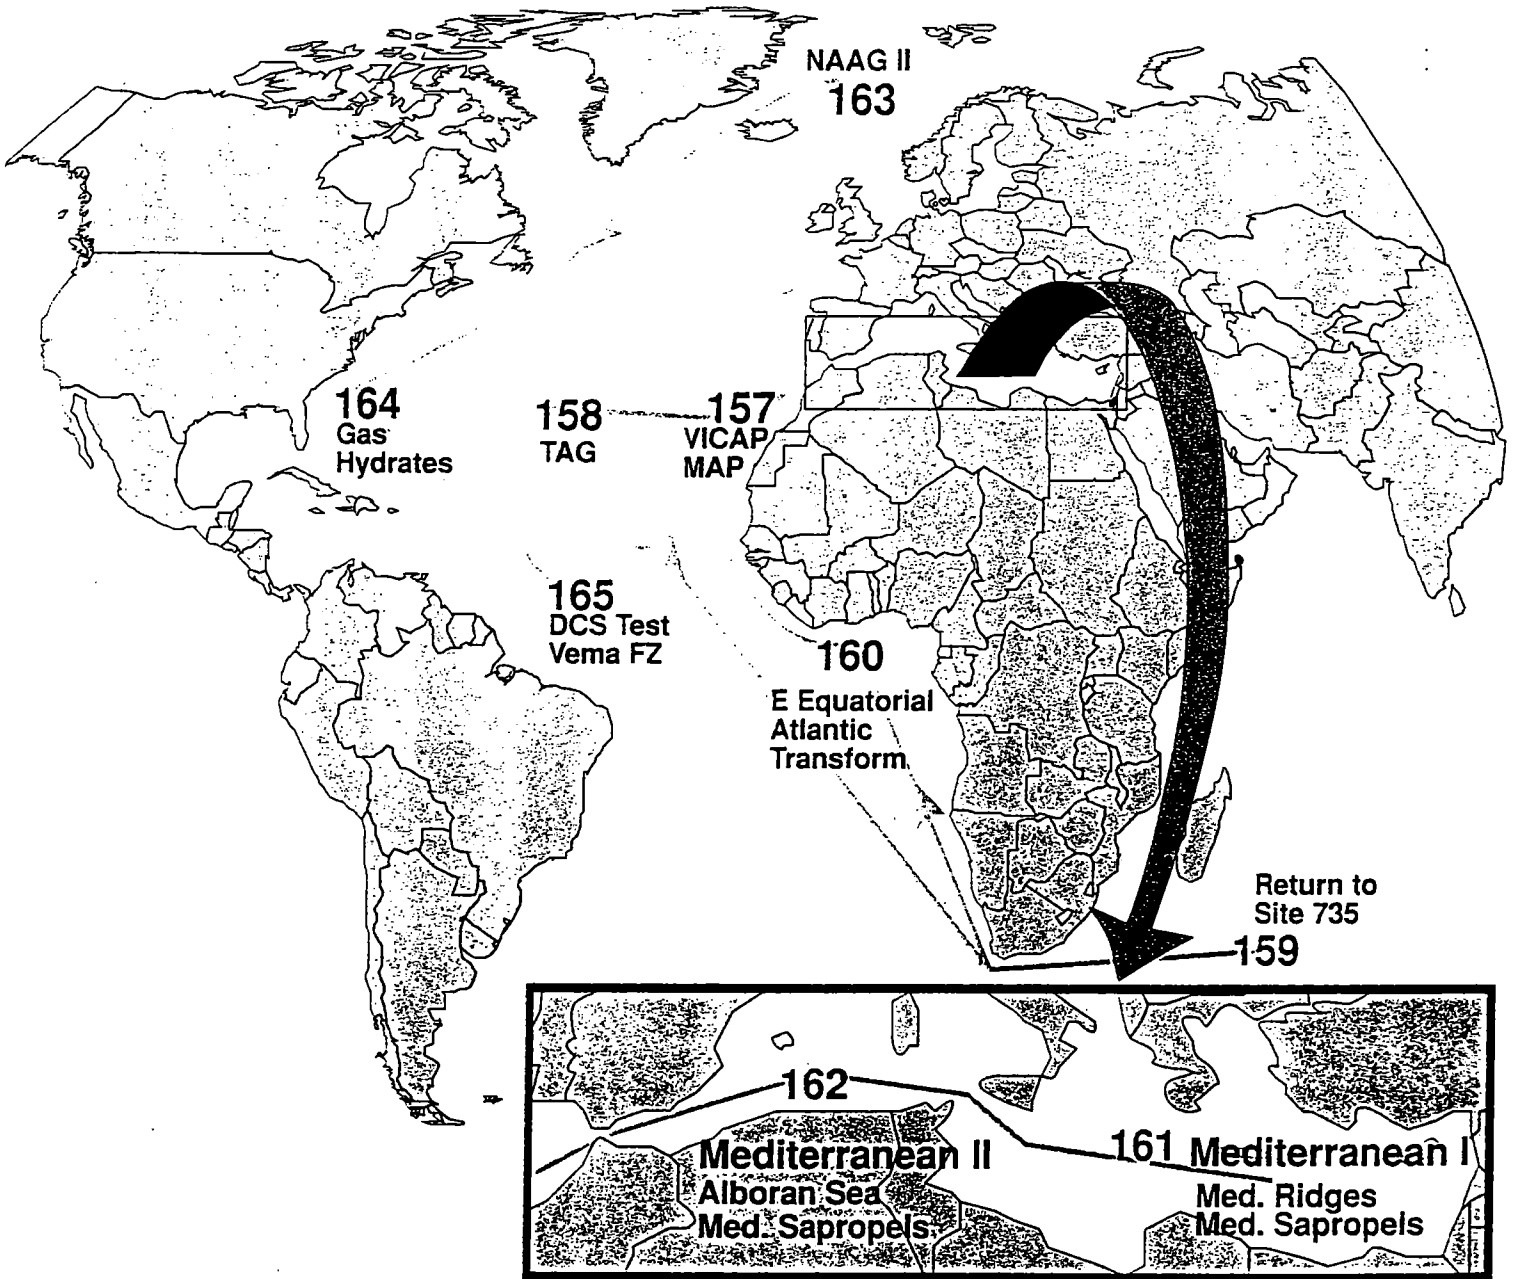 NAAG II
163
164
Gas
Hydrates
158
TAG
157
VICAP
MAP
165
DCS Test
Vema FZ
160
E Equatorial
Atlantic
Transform
Return to
Site 735
159
162
Mediterranean II
Alboran Sea
Med. Sapropels
161 Mediterranean I
Med. Ridges
Med. Sapropels